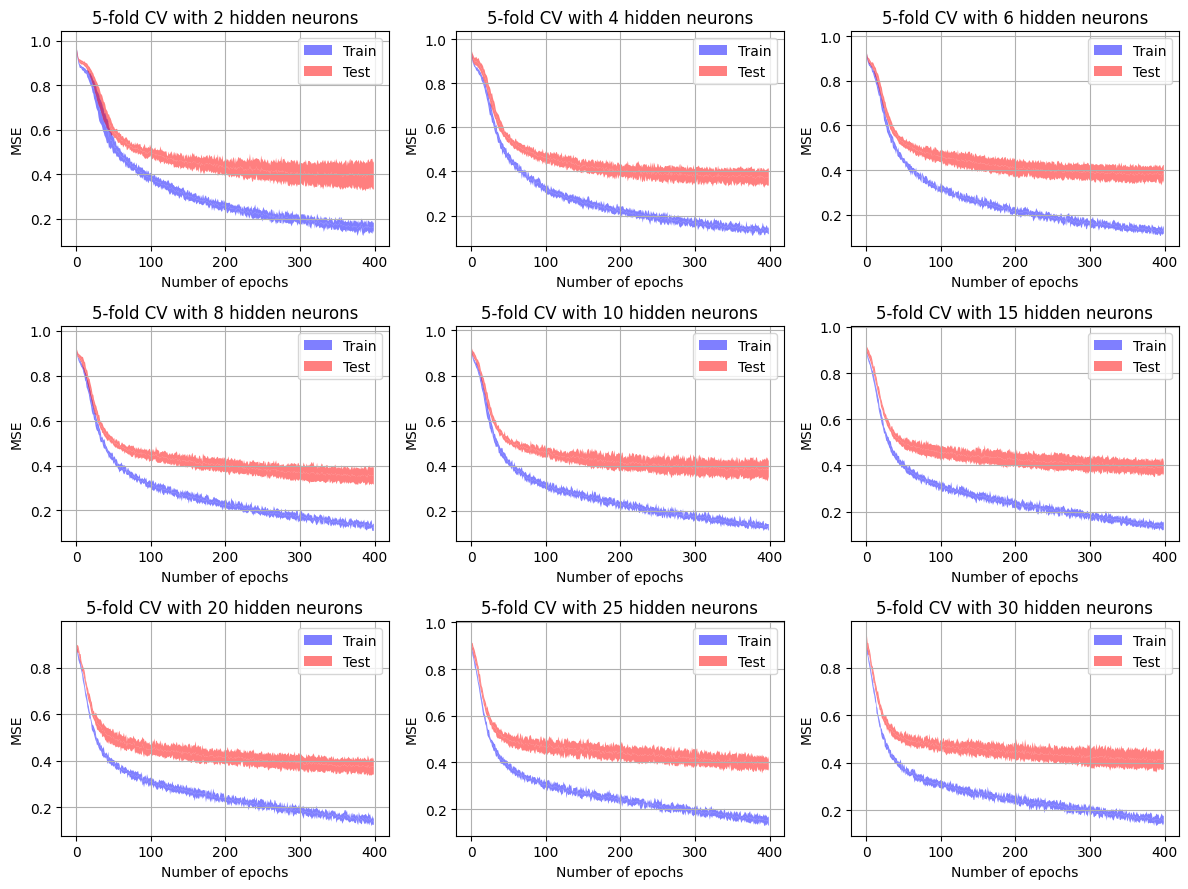 5-fold CV with 2 hidden neurons
1.0
0.8
0.6
0.4
0.2
MSE
Train
Test
0 100 200 300 400
Number of epochs
5-fold CV with 4 hidden neurons
1.0
0.8
0.6
0.4
0.2
MSE
Train
Test
0 100 200 300 400
Number of epochs
5-fold CV with 6 hidden neurons
1.0
0.8
0.6
0.4
0.2
MSE
Train
Test
0 100 200 300 400
Number of epochs
5-fold CV with 8 hidden neurons
1.0
0.8
0.6
0.4
0.2
MSE
Train
Test
0 100 200 300 400
Number of epochs
5-fold CV with 10 hidden neurons
1.0
0.8
0.6
0.4
0.2
MSE
Train
Test
0 100 200 300 400
Number of epochs
5-fold CV with 15 hidden neurons
1.0
0.8
0.6
0.4
0.2
MSE
Train
Test
0 100 200 300 400
Number of epochs
5-fold CV with 20 hidden neurons
0.8
0.6
0.4
0.2
MSE
Train
Test
0 100 200 300 400
Number of epochs
5-fold CV with 25 hidden neurons
1.0
0.8
0.6
0.4
0.2
MSE
Train
Test
0 100 200 300 400
Number of epochs
5-fold CV with 30 hidden neurons
0.8
0.6
0.4
0.2
MSE
Train
Test
0 100 200 300 400
Number of epochs